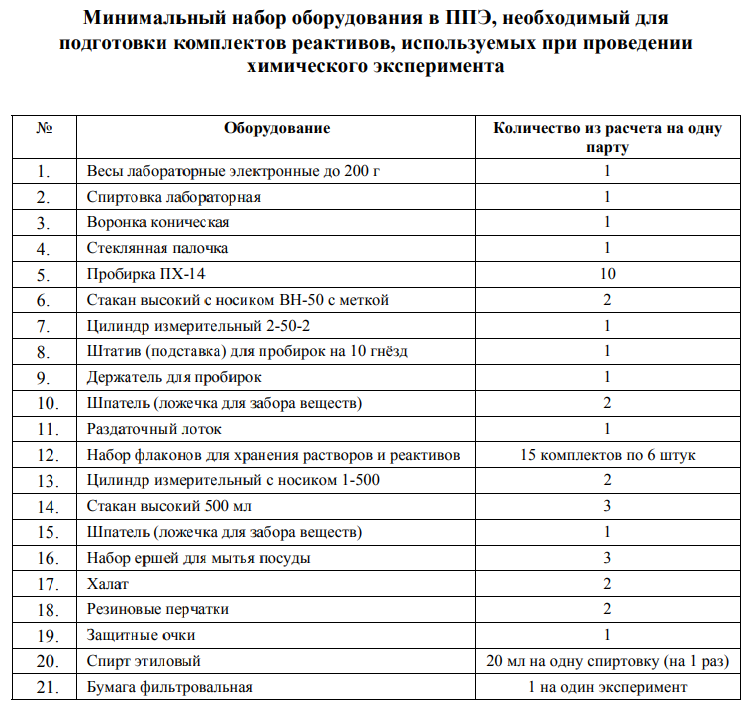 Минимальный набор оборудования в ППЭ, необходимый для
подготовки комплектов реактивов, используемых при проведении
химического эксперимента
№ Оборудование Количество из расчета на одну
парту
1. Весы лабораторные электронные до 200 г 1
2. Спиртовка лабораторная 1
3. Воронка коническая 1
4. Стеклянная палочка 1
5. Пробирка ПХ-14 10
6. Стакан высокий с носиком ВН-50 с меткой 2
7. Цилиндр измерительный 2-50-2 1
8. Штатив (подставка) для пробирок на 10 гнёзд 1
9. Держатель для пробирок 1
10. Шпатель (ложечка для забора веществ) 2
11. Раздаточный лоток 1
12. Набор флаконов для хранения растворов и реактивов 15 комплектов по 6 штук
13. Цилиндр измерительный с носиком 1-500 2
14. Стакан высокий 500 мл 3
15. Шпатель (ложечка для забора веществ) 1
16. Набор ершей для мытья посуды 3
17. Халат 2
18. Резиновые перчатки 2
19. Защитные очки 1
20. Спирт этиловый 20 мл на одну спиртовку (на 1 раз)
21. Бумага фильтровальная 1 на один эксперимент